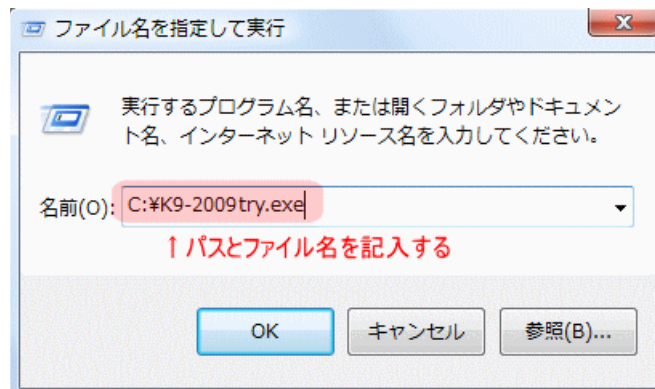 ファイル名を指定して実行
実行するプログラム名、または開くフォルダやドキュメン
ト名、インターネット リソース名を入力してください。
名前(O): C:¥K9-2009try.exe
↑パスとファイル名を記入する
OK キャンセル 参照(B)...